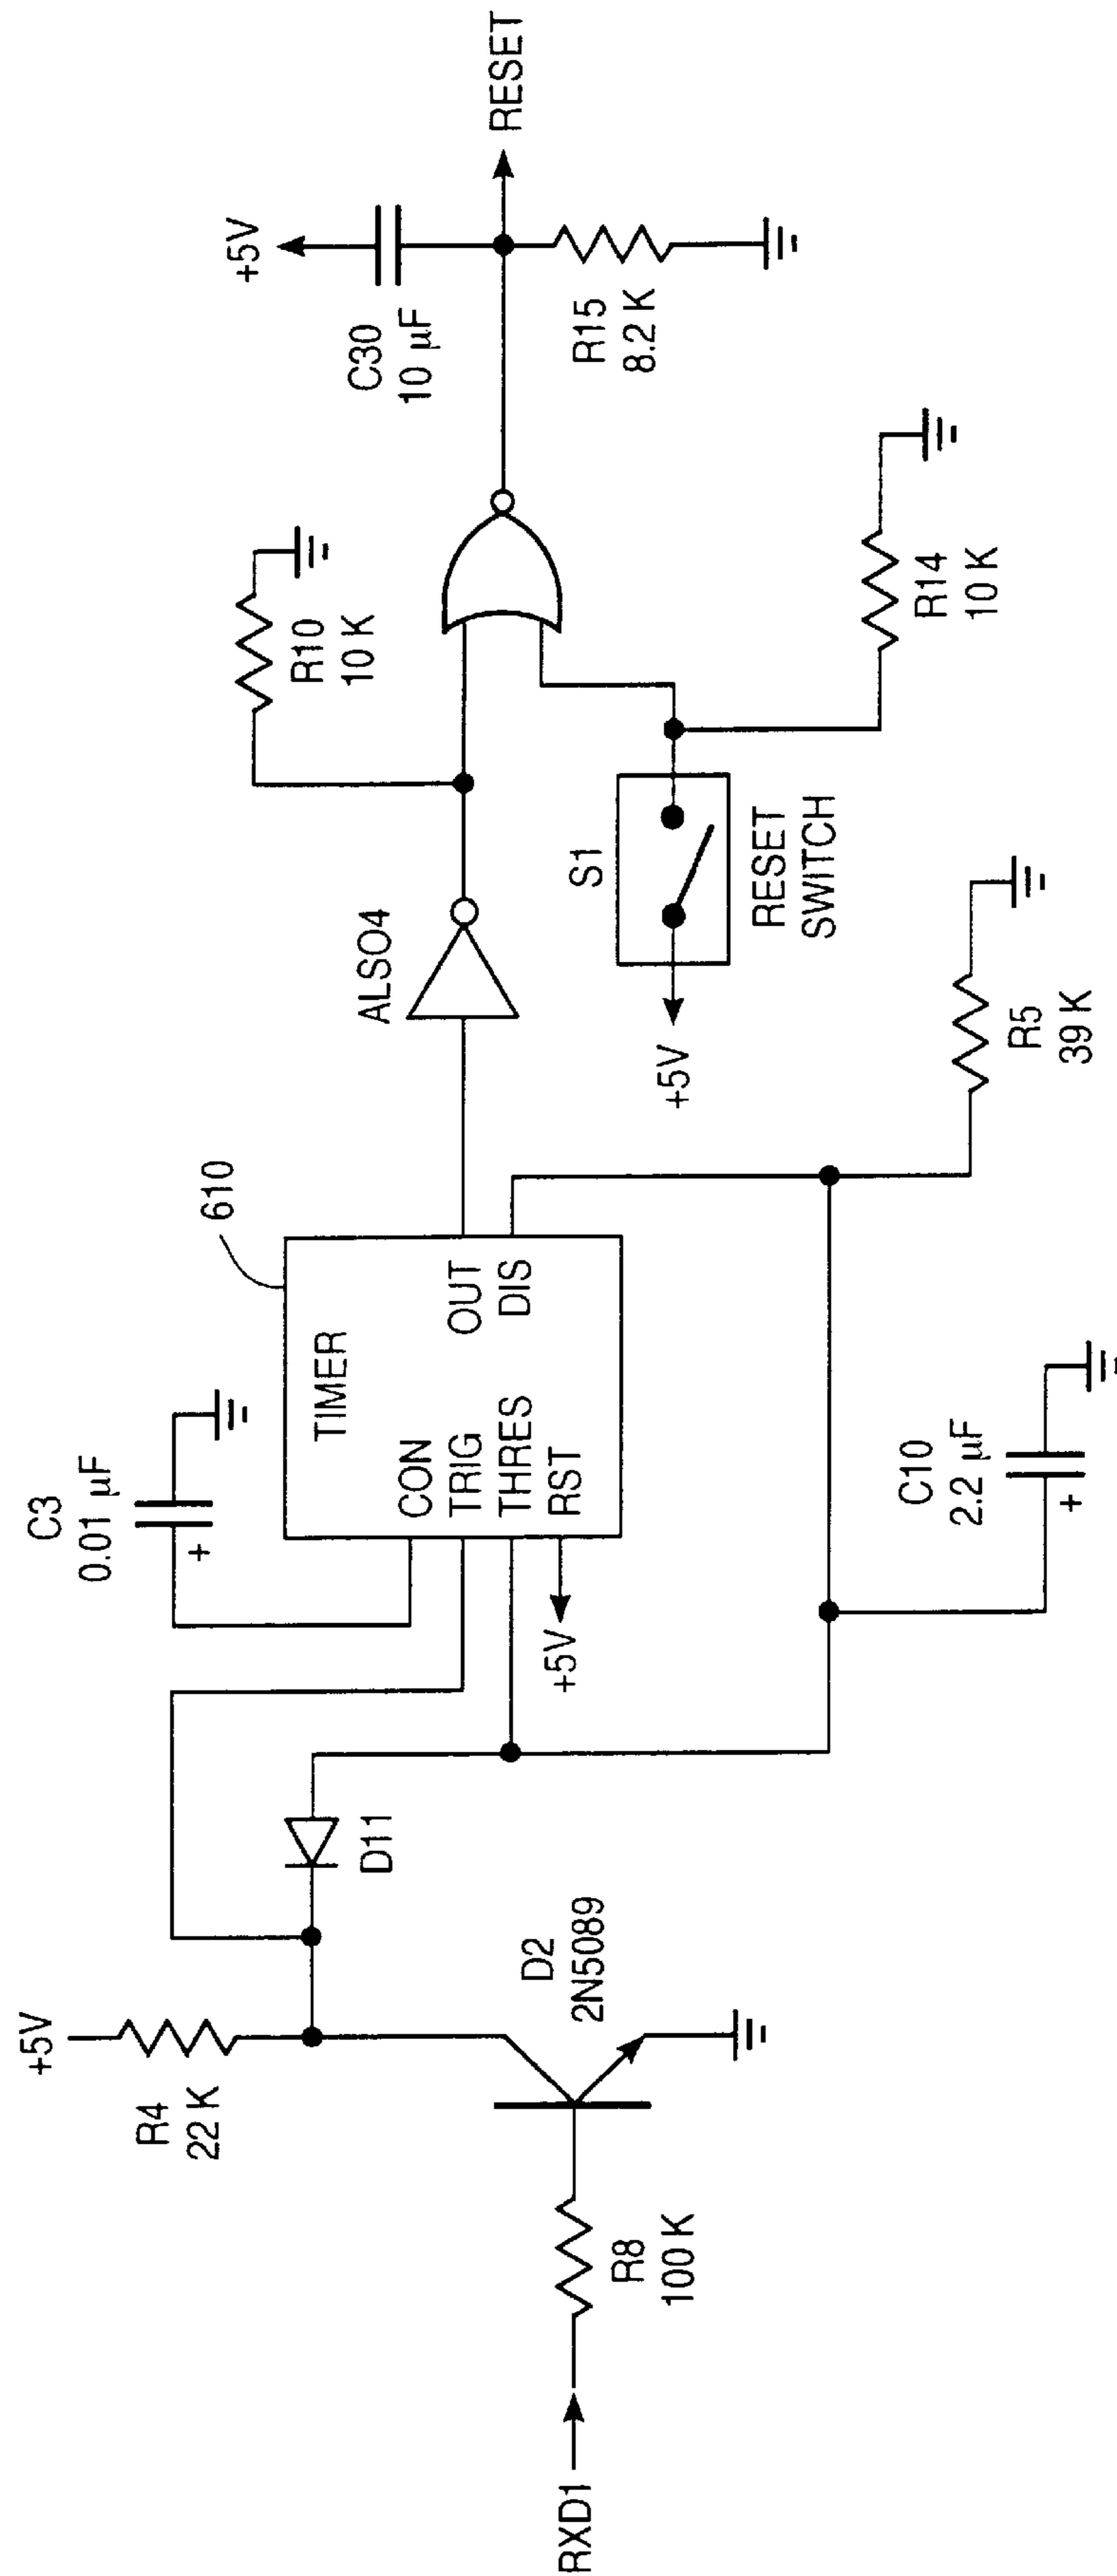 RXD1
R8
100 K
+5V
R4
22 K
D2
2N5089
D11
C3
0.01 µF
+
TIMER
CON
TRIG
THRES
RST
OUT
DIS
+5V
610
C10
2.2 µF
+
R5
39 K
ALSO4
S1
RESET
SWITCH
+5V
R10
10 K
R14
10 K
+5V
C30
10 µF
R15
8.2 K
RESET